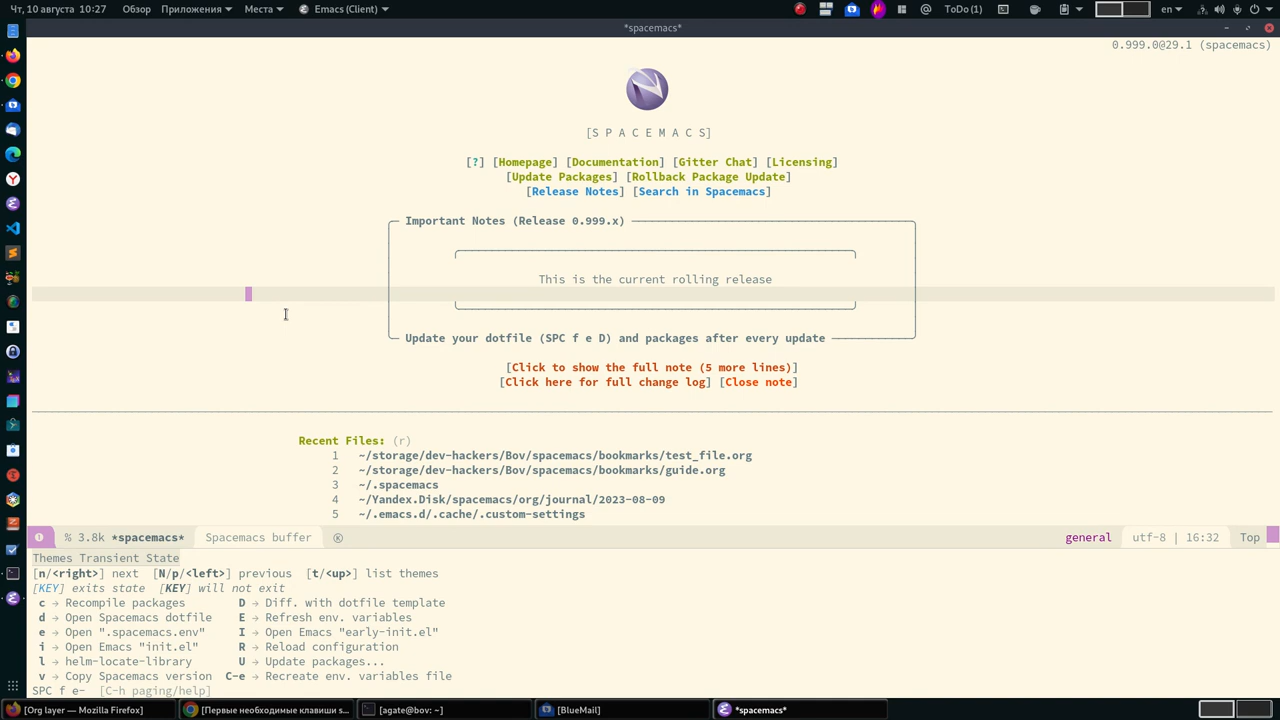 Чт, 10 августа 10:27 Обзор Приложения Места Emacs (Client) ToDo (1) en
*spacemacs*
0.999.0@29.1 (spacemacs)
[S P A C E M A C S]
[?] [Homepage] [Documentation] [Gitter Chat] [Licensing]
[Update Packages] [Rollback Package Update]
[Release Notes] [Search in Spacemacs]
Important Notes (Release 0.999.x)
This is the current rolling release
Update your dotfile (SPC f e D) and packages after every update
[Click to show the full note (5 more lines)]
[Click here for full change log] [Close note]
Recent Files: (r)
1 ~/storage/dev-hackers/Bov/spacemacs/bookmarks/test_file.org
2 ~/storage/dev-hackers/Bov/spacemacs/bookmarks/guide.org
3 ~/.spacemacs
4 ~/Yandex.Disk/spacemacs/org/journal/2023-08-09
5 ~/.emacs.d/.cache/.custom-settings
% 3.8k *spacemacs* Spacemacs buffer general utf-8 | 16:32 Top
Themes Transient State
[n/<right>] next [N/p/<left>] previous [t/<up>] list themes
[KEY] exits state [KEY] will not exit
c → Recompile packages D → Diff. with dotfile template
d → Open Spacemacs dotfile E → Refresh env. variables
e → Open ".spacemacs.env" I → Open Emacs "early-init.el"
i → Open Emacs "init.el" R → Reload configuration
l → helm-locate-library U → Update packages...
v → Copy Spacemacs version C-e → Recreate env. variables file
SPC f e- [C-h paging/help]
[Org layer — Mozilla Firefox] [Первые необходимые клавиши s... [agate@bov: ~] [BlueMail] *spacemacs*